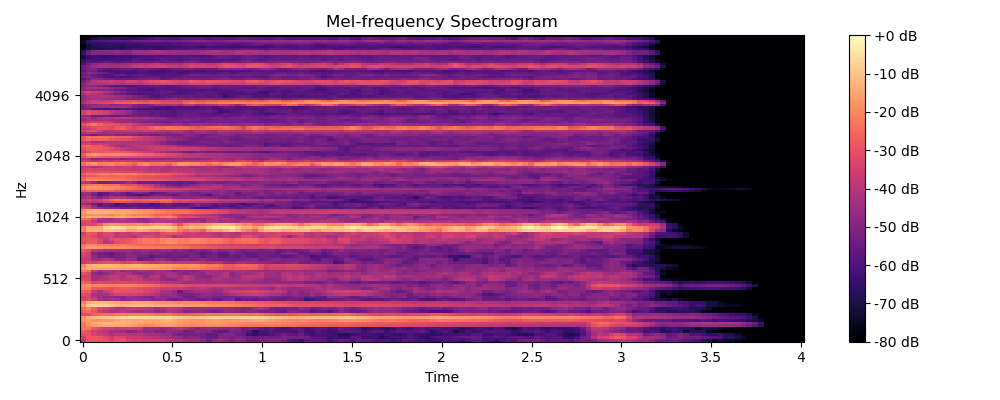 Mel-frequency Spectrogram
Hz
4096
2048
1024
512
0
0 0.5 1 1.5 2 2.5 3 3.5 4
Time
+0 dB
-10 dB
-20 dB
-30 dB
-40 dB
-50 dB
-60 dB
-70 dB
-80 dB